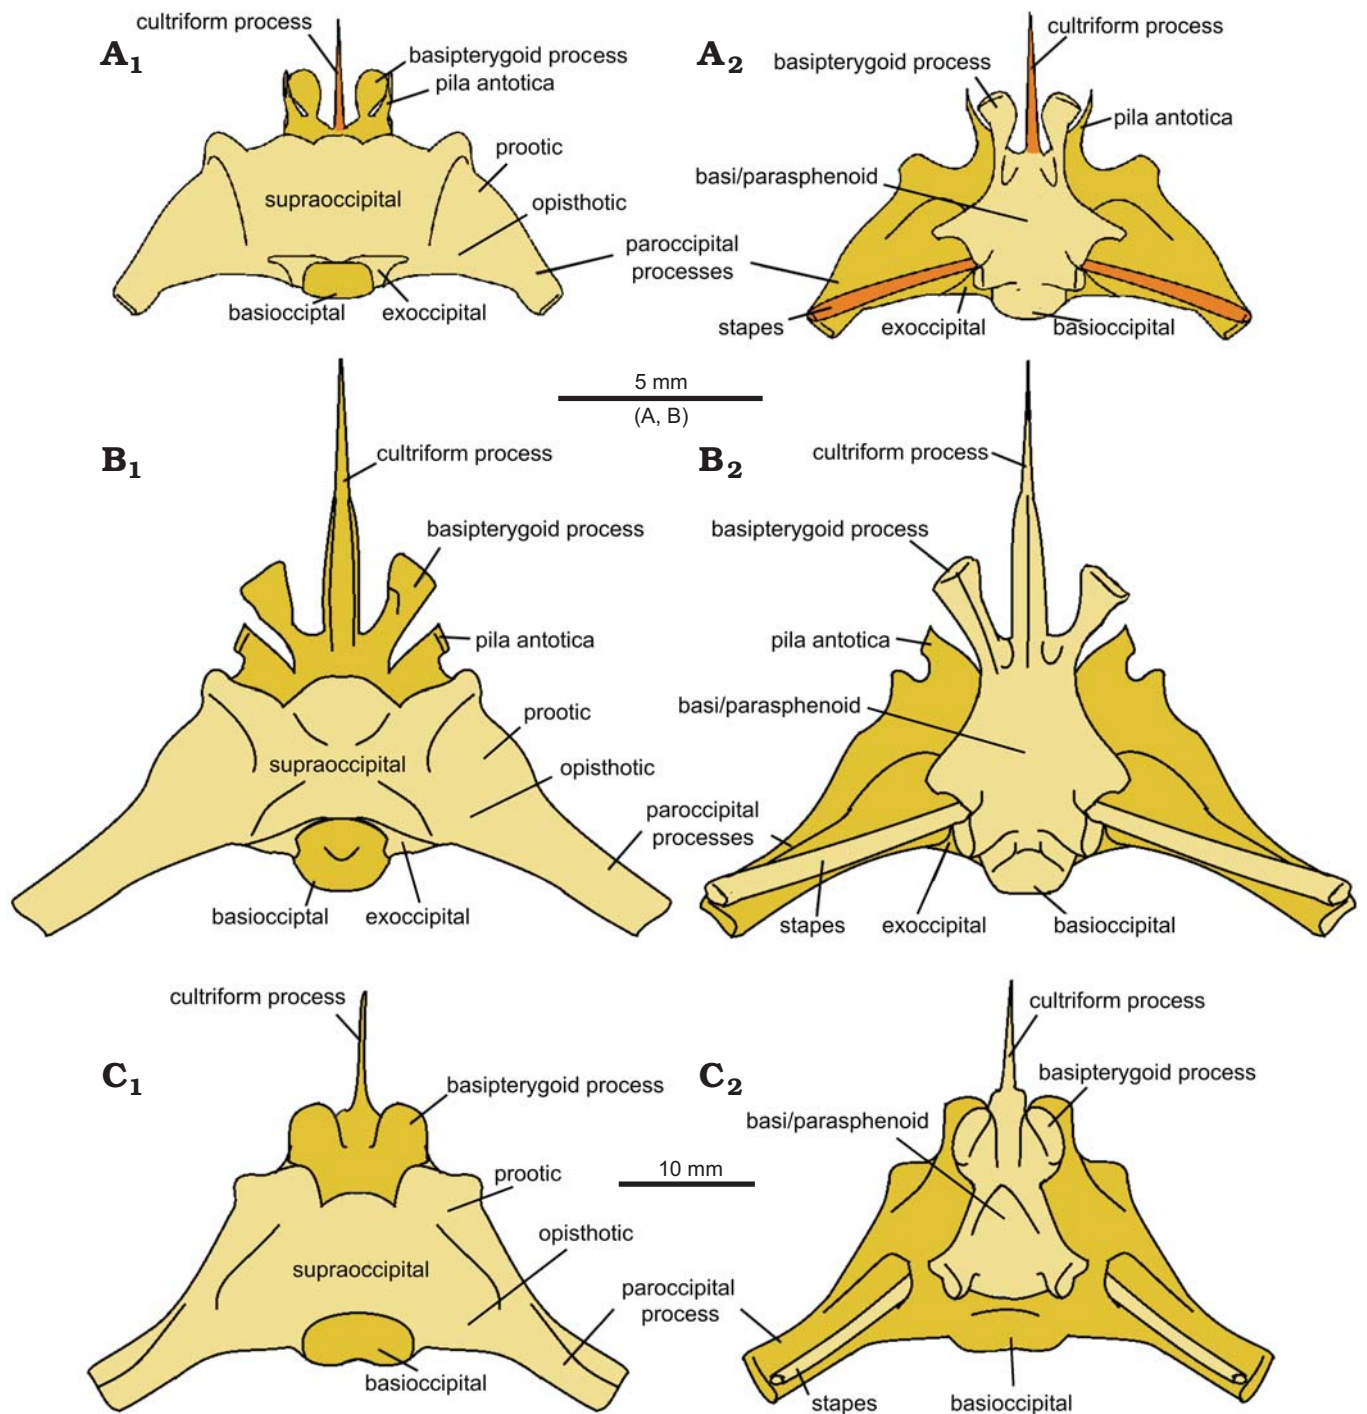 A1
cultriform process
basipterygoid process
pila antotica
prootic
supraoccipital
opisthotic
paroccipital
processes
basiocciptal
exoccipital
A2
cultriform process
basipterygoid process
pila antotica
basi/parasphenoid
stapes
exoccipital
basioccipital
5 mm
(A, B)
B1
cultriform process
basipterygoid process
pila antotica
prootic
supraoccipital
opisthotic
paroccipital
processes
basiocciptal
exoccipital
B2
cultriform process
basipterygoid process
pila antotica
basi/parasphenoid
stapes
exoccipital
basioccipital
C1
cultriform process
basipterygoid process
prootic
10 mm
opisthotic
supraoccipital
paroccipital
process
basioccipital
C2
cultriform process
basipterygoid process
basi/parasphenoid
stapes
basioccipital